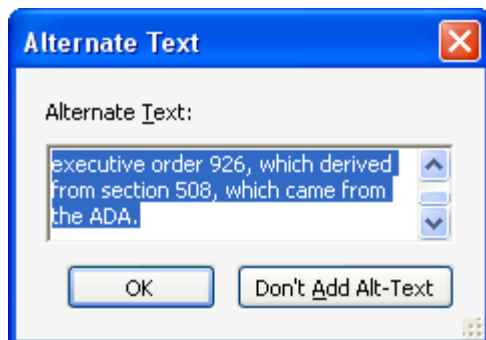 Alternate Text
Alternate Text:
executive order 926, which derived
from section 508, which came from
the ADA.
OK
Don't Add Alt-Text